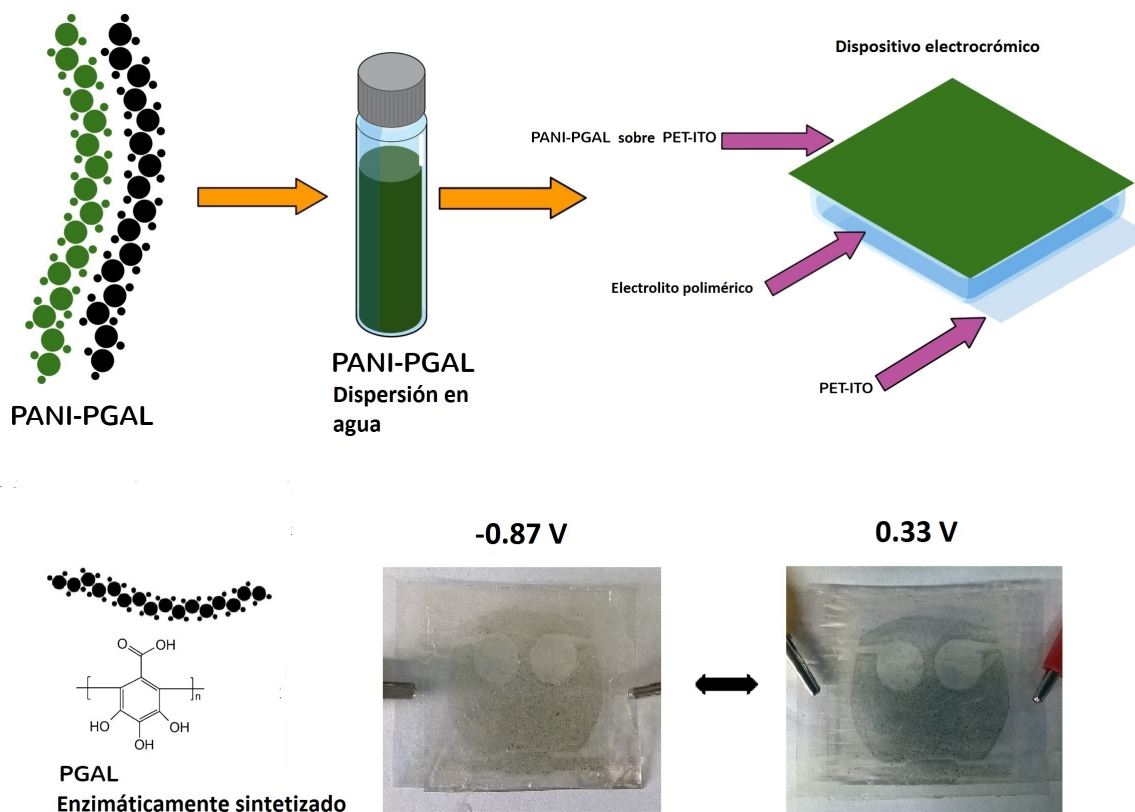 Dispositivo electrocrómico
PANI-PGAL sobre PET-ITO
Electrolito polimérico
PET-ITO
PANI-PGAL
PANI-PGAL
Dispersión en
agua
-0.87 V
0.33 V
O
OH
n
HO
OH
OH
PGAL
Enzimáticamente sintetizado